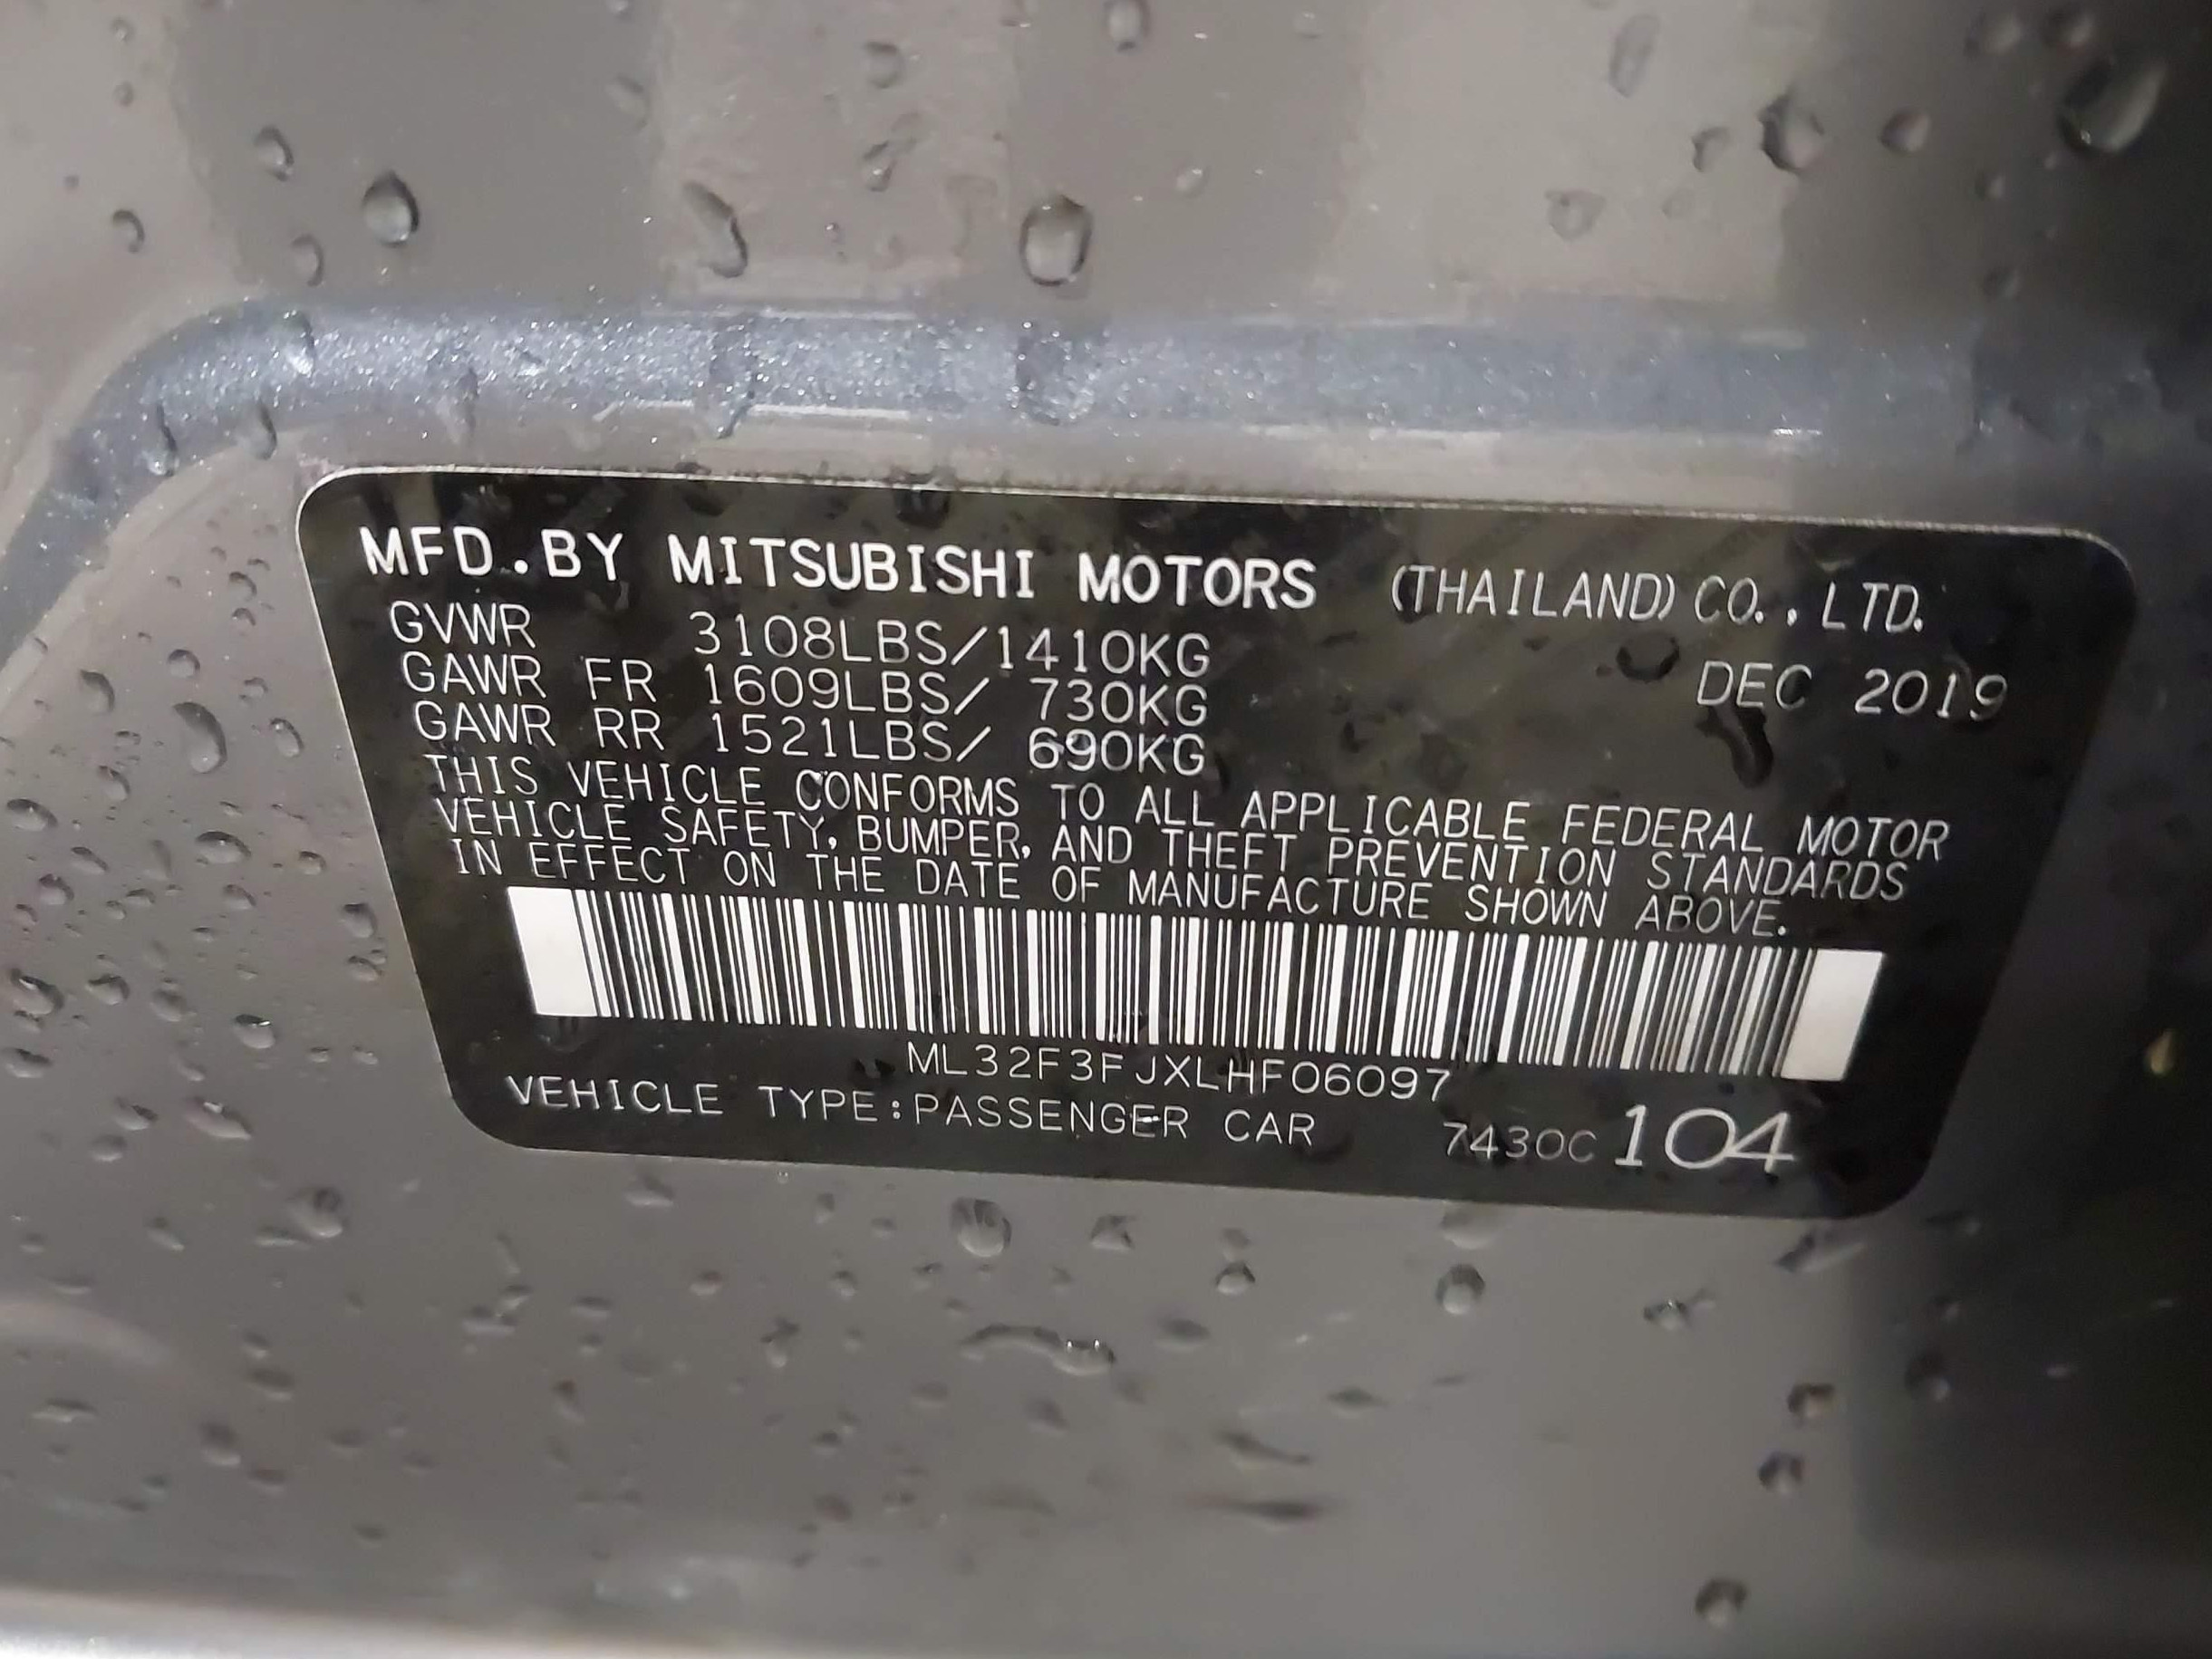 MFD.BY MITSUBISHI MOTORS (THAILAND) CO., LTD.
GVWR 3108LBS/1410KG
DEC 2019
GAWR FR 1609LBS/ 730KG
GAWR RR 1521LBS/ 690KG
THIS VEHICLE CONFORMS TO ALL APPLICABLE FEDERAL MOTOR
VEHICLE SAFETY, BUMPER, AND THEFT PREVENTION STANDARDS
IN EFFECT ON THE DATE OF MANUFACTURE SHOWN ABOVE.
ML32F3FJXLHF06097
VEHICLE TYPE:PASSENGER CAR 7430C 104